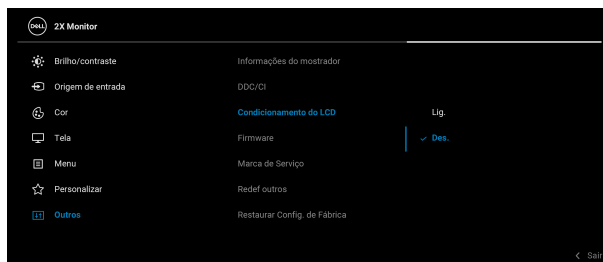 DELL 2X Monitor
Brilho/contraste Informações do mostrador
Origem de entrada DDC/CI
Cor Condicionamento do LCD Lig.
Tela Firmware Des.
Menu Marca de Serviço
Personalizar Redef outros
Outros Restaurar Config. de Fábrica
Sair